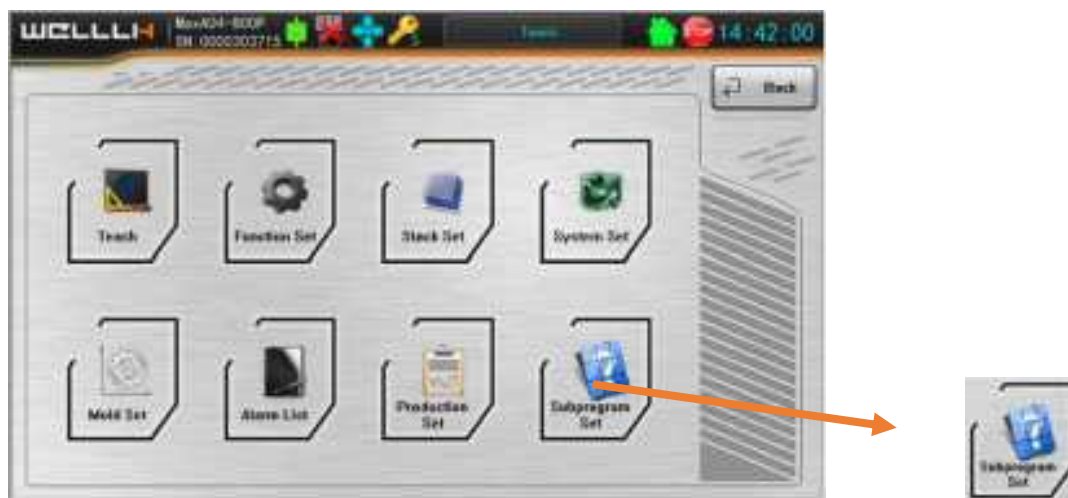 WELLLIH
14:42:00
Back
Teach
Function Set
Stack Set
System Set
Mold Set
Alarm List
Production
Set
Subprogram
Set
Subprogram
Set